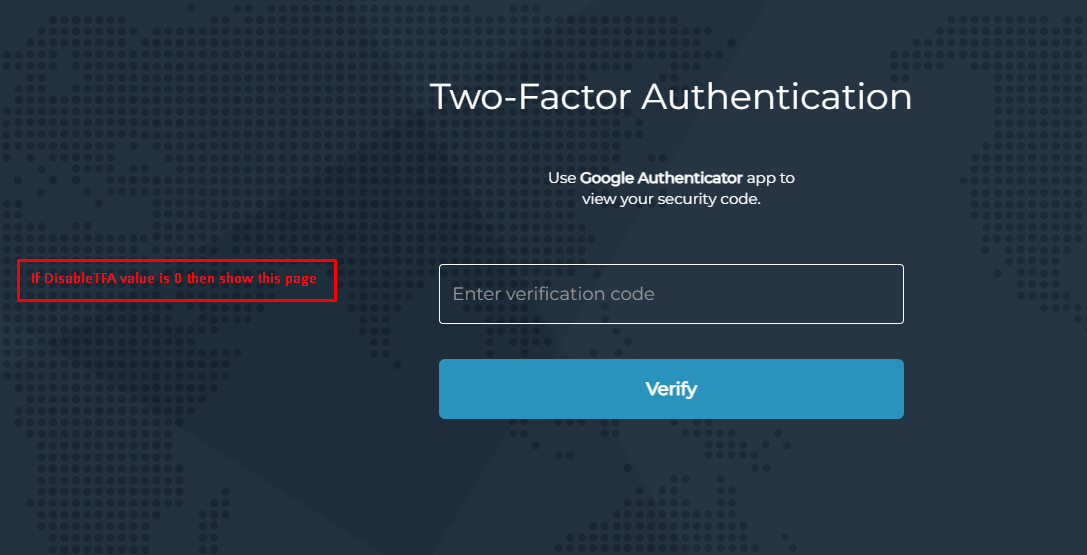 Two-Factor Authentication
Use Google Authenticator app to
view your security code.
If DisableTFA value is 0 then show this page
Enter verification code
Verify